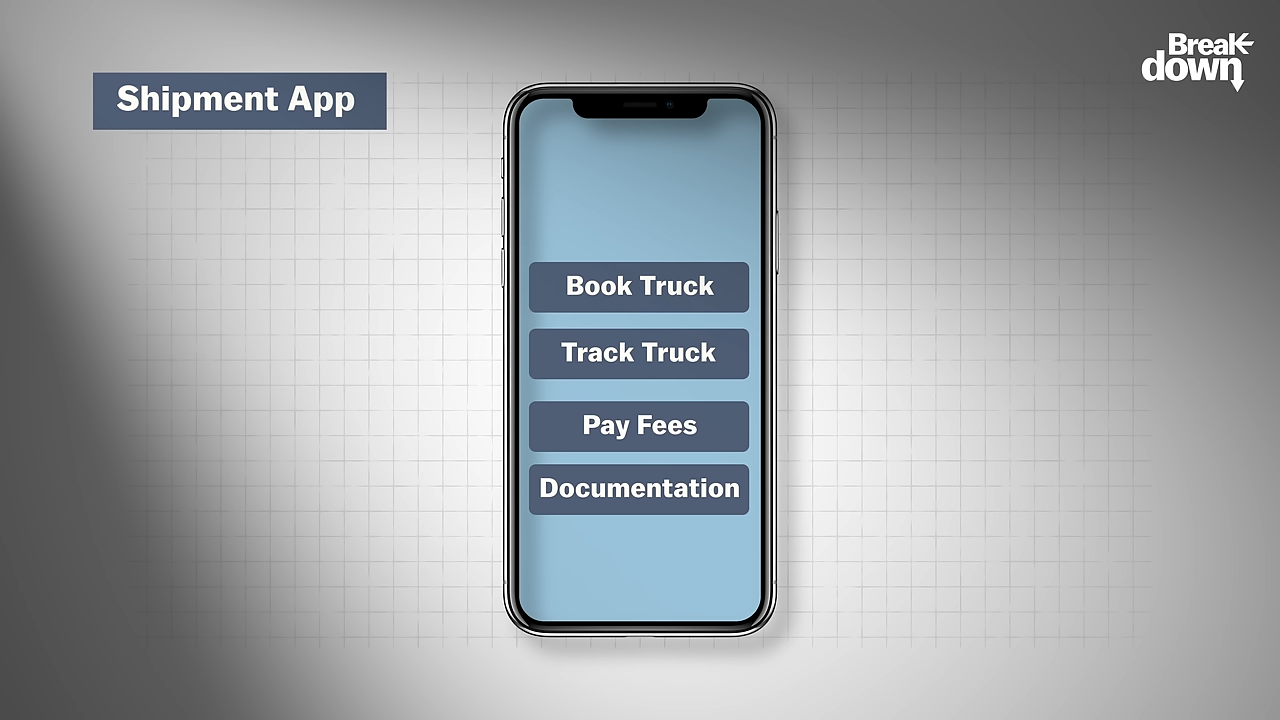 Shipment App
Break
down
Book Truck
Track Truck
Pay Fees
Documentation